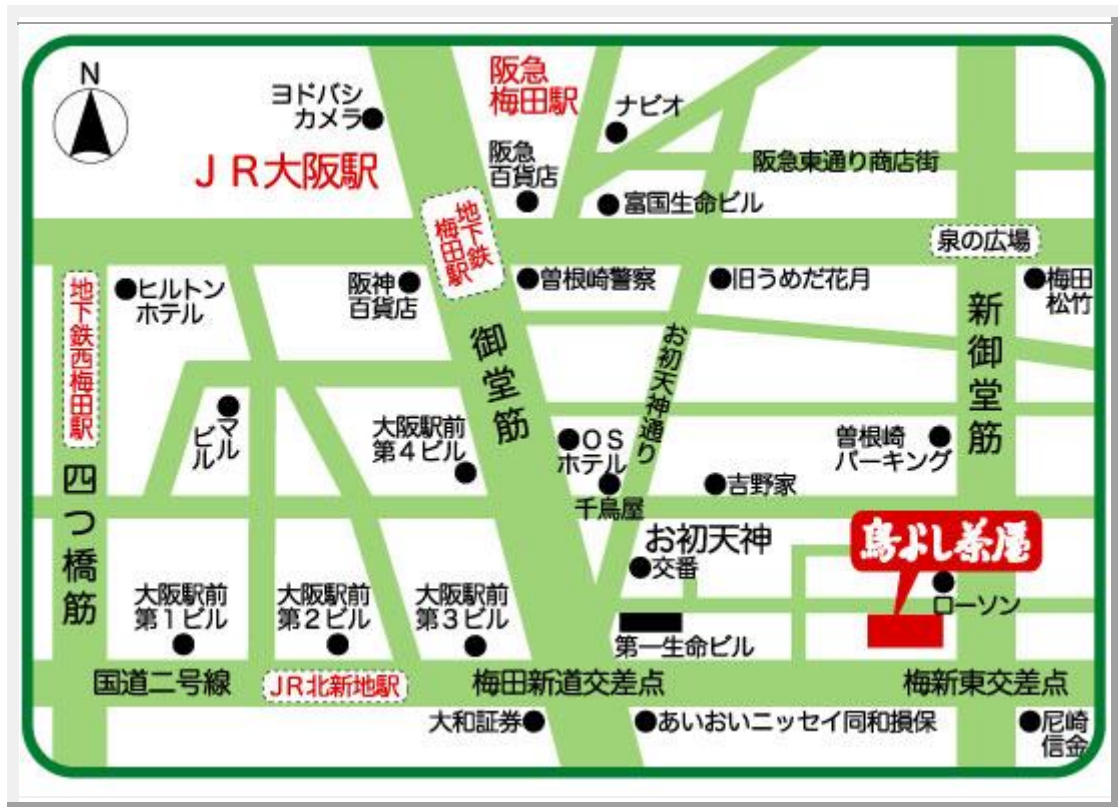 N
ヨドバシ
カメラ
阪急
梅田駅
ナビオ
JR大阪駅
阪急
百貨店
阪急東通り商店街
富国生命ビル
地下鉄
梅田駅
泉の広場
地下鉄西梅田駅
ヒルトン
ホテル
阪神
百貨店
曽根崎警察
旧うめだ花月
梅田
松竹
御堂筋
お初天神通り
新御堂筋
マル
ビル
大阪駅前
第4ビル
OS
ホテル
曽根崎
パーキング
四つ橋筋
千鳥屋
吉野家
お初天神
交番
鳥よし茶屋
ローソン
大阪駅前
第1ビル
大阪駅前
第2ビル
大阪駅前
第3ビル
第一生命ビル
国道二号線
JR北新地駅
梅田新道交差点
梅新東交差点
大和証券
あいおいニッセイ同和損保
尼崎
信金